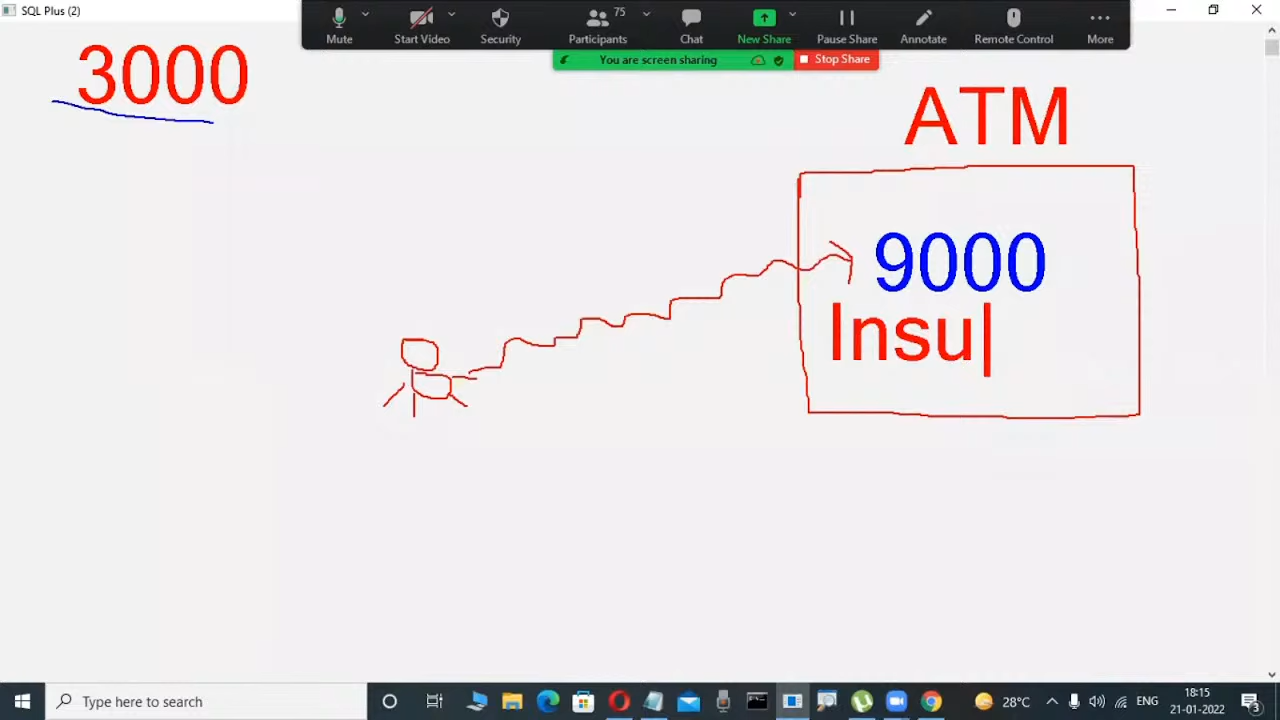 SQL Plus (2)
Mute
Start Video
Security
75
Participants
Chat
New Share
Pause Share
Annotate
Remote Control
More
You are screen sharing
Stop Share
3000
ATM
9000
Insu
Type here to search
28°C
ENG
18:15
21-01-2022
3